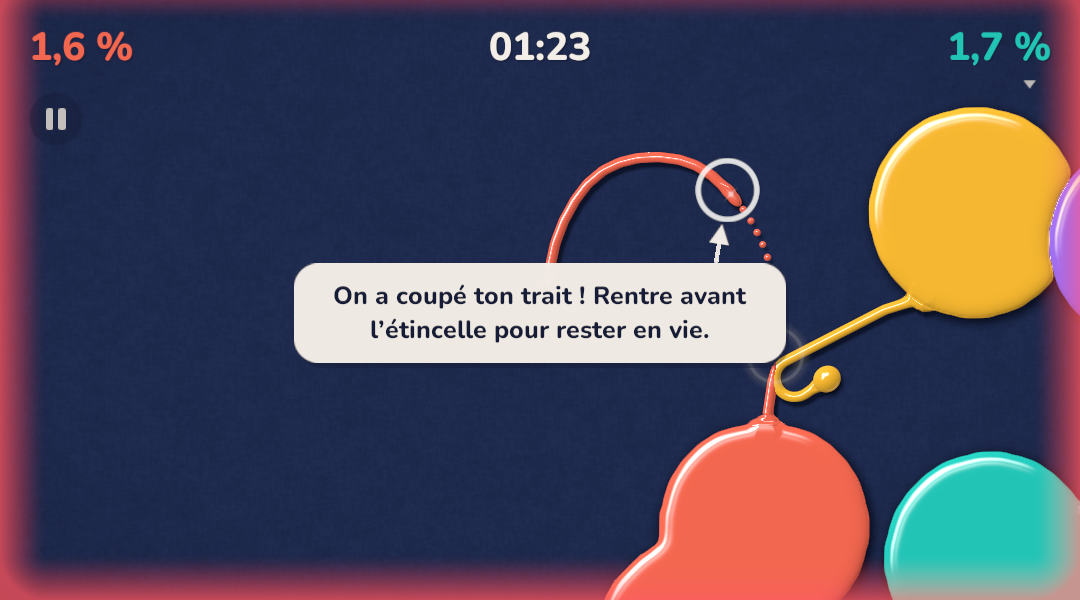 1,6 %
01:23
1,7 %
On a coupé ton trait ! Rentre avant
l’étincelle pour rester en vie.